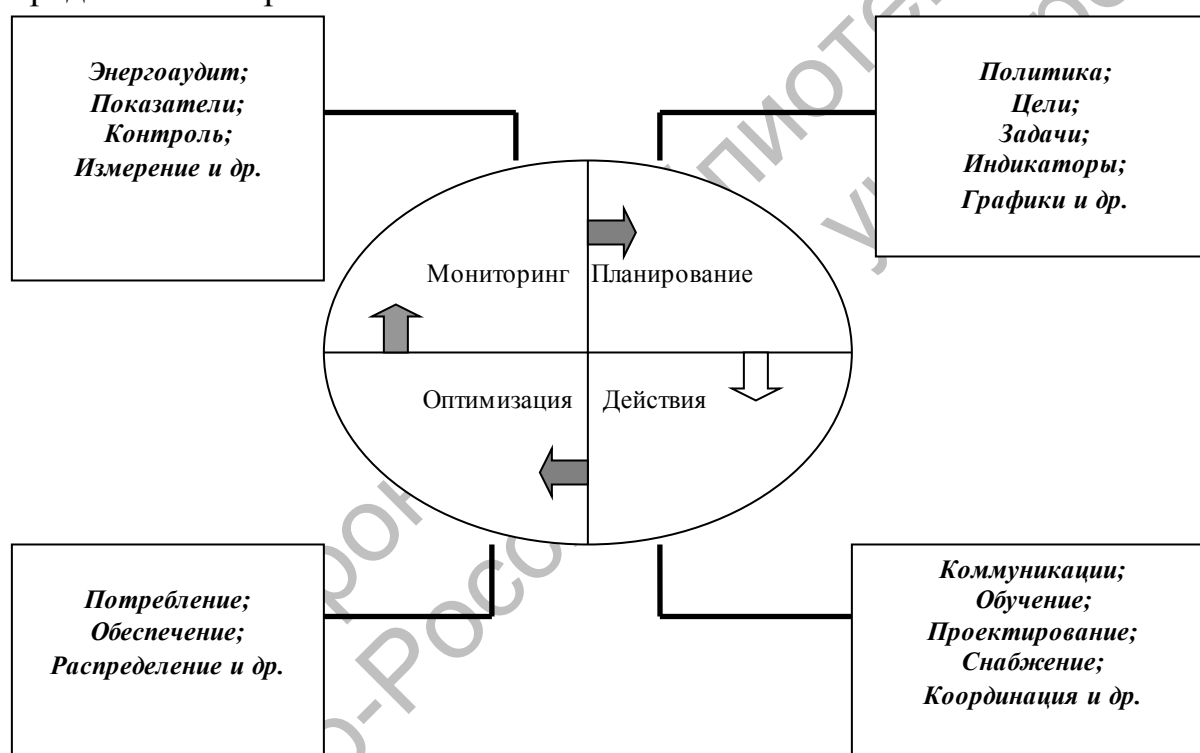 Энергоаудит;
Показатели;
Контроль;
Измерение и др.
Политика;
Цели;
Задачи;
Индикаторы;
Графики и др.
Мониторинг
Планирование
Оптимизация
Действия
Потребление;
Обеспечение;
Распределение и др.
Коммуникации;
Обучение;
Проектирование;
Снабжение;
Координация и др.